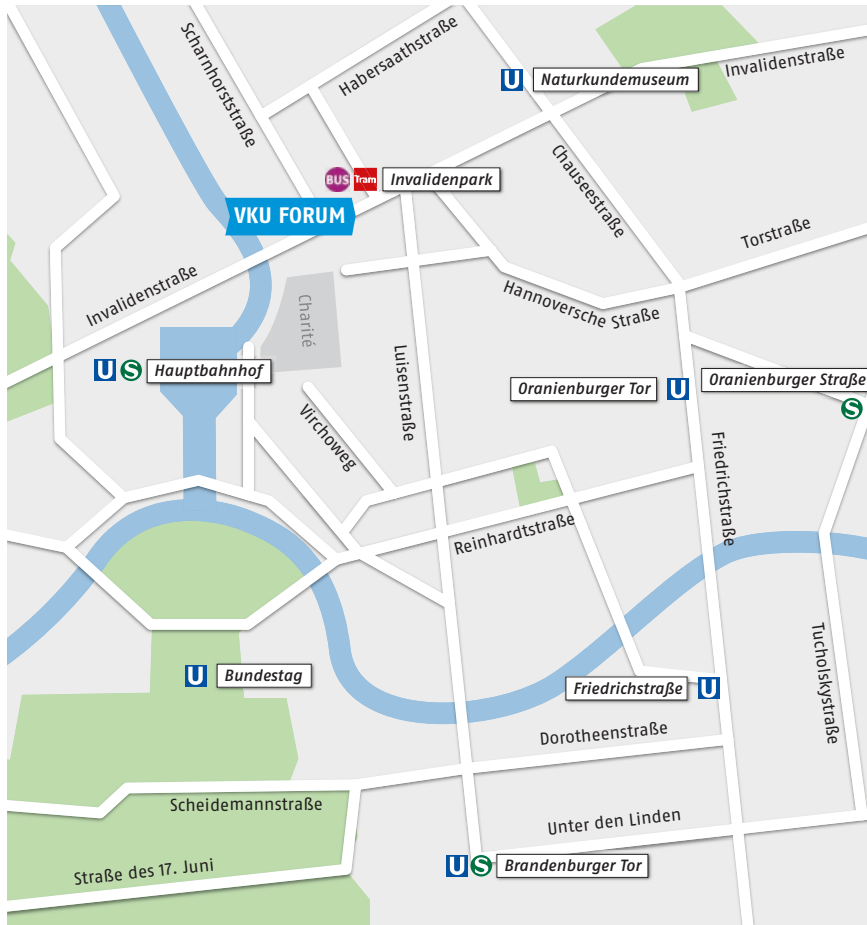 Scharnhorststraße
Habersaathstraße
Invalidenstraße
U Naturkundemuseum
BUS Tram Invalidenpark
Chauseestraße
VKU FORUM
Torstraße
Invalidenstraße
Charité
Hannoversche Straße
Luisenstraße
U S Hauptbahnhof
Oranienburger Tor U
Oranienburger Straße
S
Virchoweg
Friedrichstraße
Reinhardtstraße
Tucholskystraße
U Bundestag
Friedrichstraße U
Dorotheenstraße
Scheidemannstraße
Unter den Linden
Straße des 17. Juni
U S Brandenburger Tor